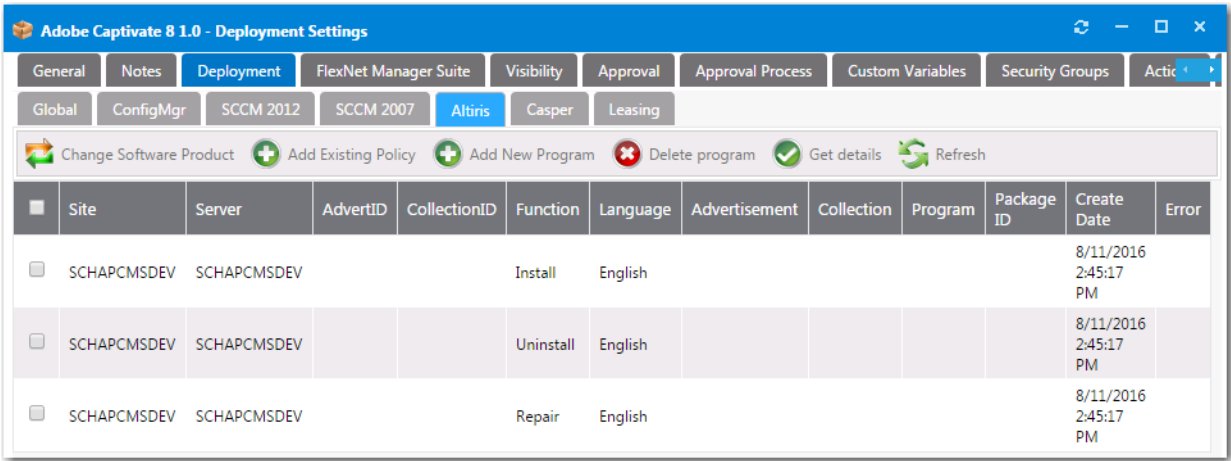 Adobe Captivate 8 1.0 - Deployment Settings
General Notes Deployment FlexNet Manager Suite Visibility Approval Approval Process Custom Variables Security Groups
Global ConfigMgr SCCM 2012 SCCM 2007 Altiris Casper Leasing
Change Software Product Add Existing Policy Add New Program Delete program Get details Refresh
Site Server AdvertID CollectionID Function Language Advertisement Collection Program Package ID Create Date Error
SCHAPCMSDEV SCHAPCMSDEV Install English 8/11/2016 2:45:17 PM
SCHAPCMSDEV SCHAPCMSDEV Uninstall English 8/11/2016 2:45:17 PM
SCHAPCMSDEV SCHAPCMSDEV Repair English 8/11/2016 2:45:17 PM